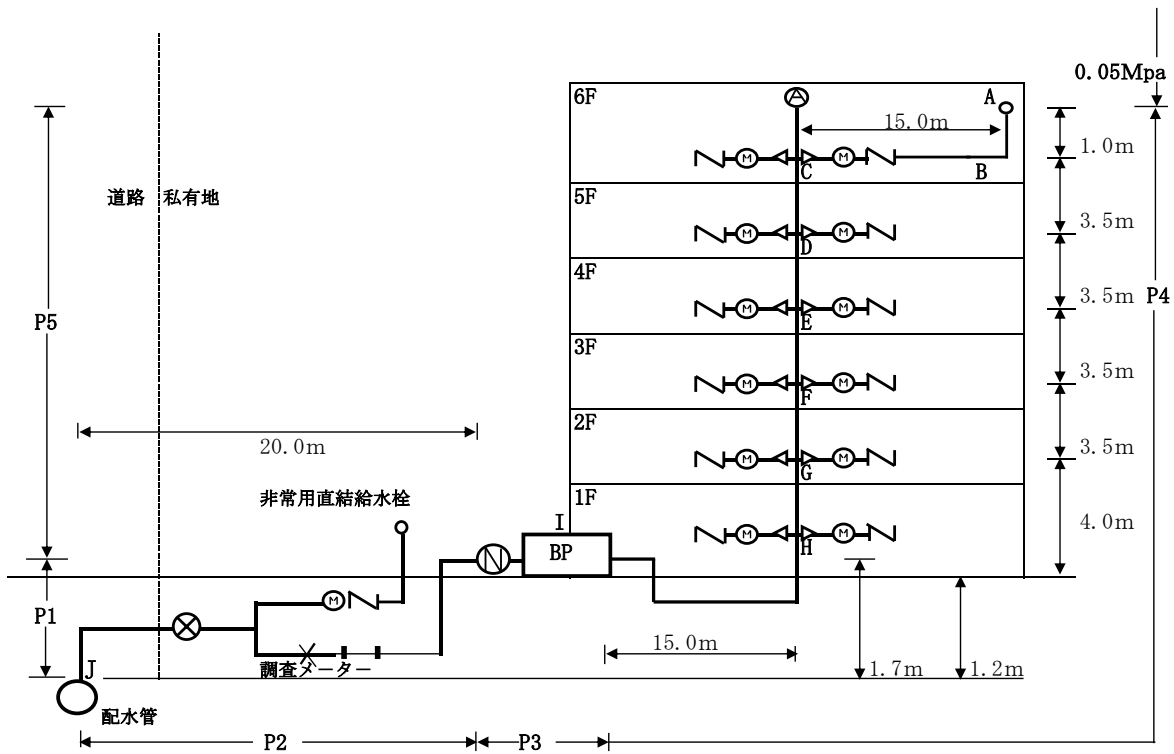 0.05Mpa
6F
A
15.0m
1.0m
M
M
C
B
道路
私有地
5F
3.5m
M
M
D
4F
P5
3.5m
P4
M
M
E
3F
3.5m
M
M
F
2F
20.0m
3.5m
M
M
G
非常用直結給水栓
1F
I
4.0m
BP
M
M
H
P1
M
15.0m
調査メーター
J
1.7m
1.2m
配水管
P2
P3